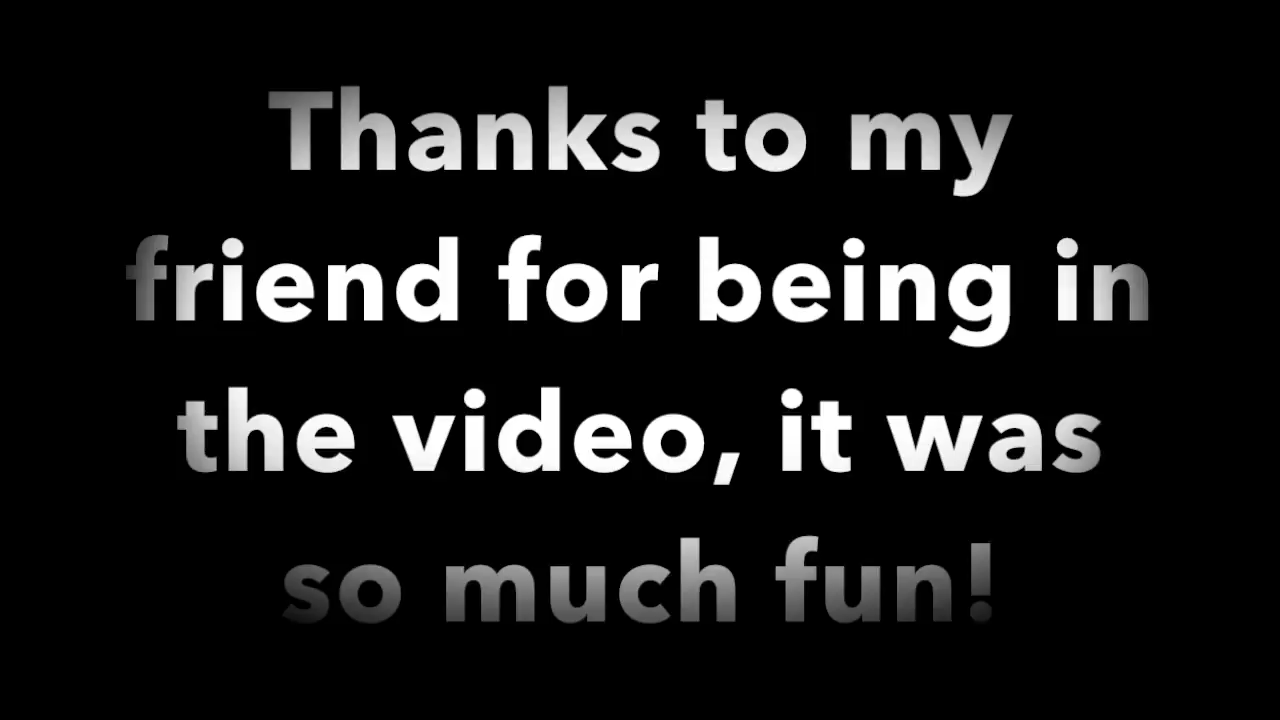 Thanks to my
friend for being in
the video, it was
so much fun!